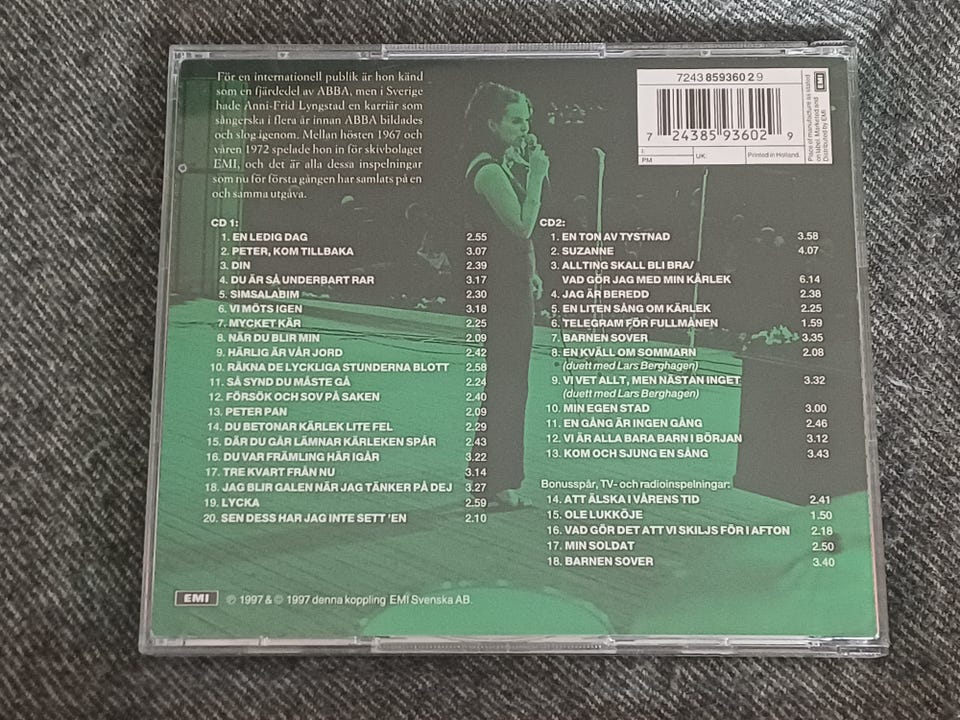 För en internationell publik är hon känd
som en fjärdedel av ABBA, men i Sverige
hade Anni-Frid Lyngstad en karriär som
sångerska i flera år innan ABBA bildades
och slog igenom. Mellan hösten 1967 och
våren 1972 spelade hon in för skivbolaget
EMI, och det är alla dessa inspelningar
som nu för första gången har samlats på en
och samma utgåva.
7243 859360 2 9
7 24385 93602 9
PM
UK:
Printed in Holland.
EMI
Place of manufacture as stated
on label. Marketed and
Distributed by EMI.
CD 1:
1. EN LEDIG DAG 2.55
2. PETER, KOM TILLBAKA 3.07
3. DIN 2.39
4. DU ÄR SÅ UNDERBART RAR 3.17
5. SIMSALABIM 2.30
6. VI MÖTS IGEN 3.18
7. MYCKET KÄR 2.25
8. NÄR DU BLIR MIN 2.09
9. HÄRLIG ÄR VÅR JORD 2.42
10. RÄKNA DE LYCKLIGA STUNDERNA BLOTT 2.58
11. SÅ SYND DU MÅSTE GÅ 2.24
12. FÖRSÖK OCH SOV PÅ SAKEN 2.40
13. PETER PAN 2.09
14. DU BETONAR KÄRLEK LITE FEL 2.29
15. DÄR DU GÅR LÄMNAR KÄRLEKEN SPÅR 2.43
16. DU VAR FRÄMLING HÄR IGÅR 3.22
17. TRE KVART FRÅN NU 3.14
18. JAG BLIR GALEN NÄR JAG TÄNKER PÅ DEJ 3.27
19. LYCKA 2.59
20. SEN DESS HAR JAG INTE SETT 'EN 2.10
CD2:
1. EN TON AV TYSTNAD 3.58
2. SUZANNE 4.07
3. ALLTING SKALL BLI BRA/
VAD GÖR JAG MED MIN KÄRLEK 6.14
4. JAG ÄR BEREDD 2.38
5. EN LITEN SÅNG OM KÄRLEK 2.25
6. TELEGRAM FÖR FULLMÅNEN 1.59
7. BARNEN SOVER 3.35
8. EN KVÄLL OM SOMMARN 2.08
(duett med Lars Berghagen)
9. VI VET ALLT, MEN NÄSTAN INGET 3.32
(duett med Lars Berghagen)
10. MIN EGEN STAD 3.00
11. EN GÅNG ÄR INGEN GÅNG 2.46
12. VI ÄR ALLA BARA BARN I BÖRJAN 3.12
13. KOM OCH SJUNG EN SÅNG 3.43
Bonusspår, TV- och radioinspelningar:
14. ATT ÄLSKA I VÅRENS TID 2.41
15. OLE LUKKÖJE 1.50
16. VAD GÖR DET ATT VI SKILJS FÖR I AFTON 2.18
17. MIN SOLDAT 2.50
18. BARNEN SOVER 3.40
EMI ℗ 1997 & © 1997 denna koppling EMI Svenska AB.